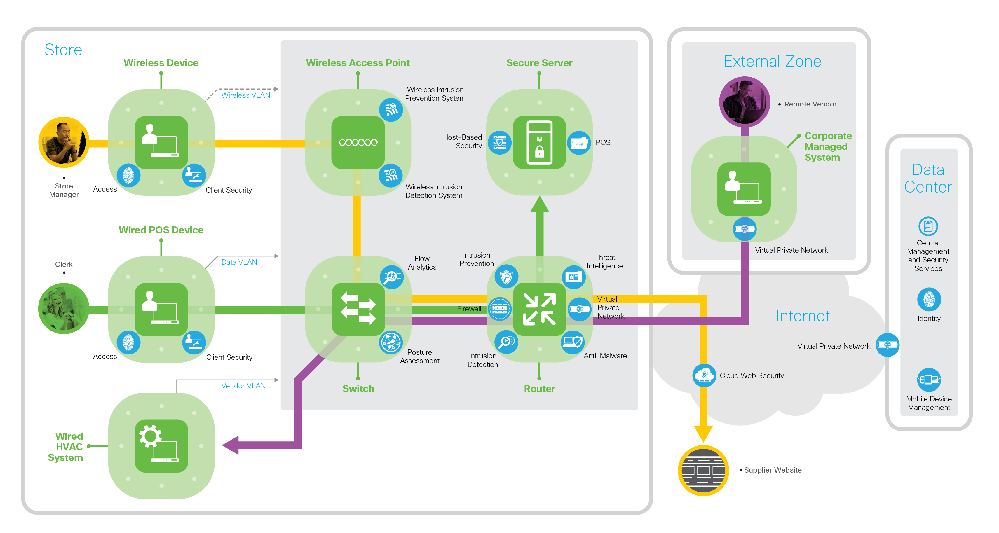 Store
Wireless Device
Wireless Access Point
Secure Server
Wireless VLAN
Wireless Intrusion
Prevention System
Host-Based
Security
App
POS
Store
Manager
Access
Client Security
Wireless Intrusion
Detection System
Wired POS Device
Clerk
Data VLAN
Flow
Analytics
Intrusion
Prevention
Threat
Intelligence
Firewall
Virtual
Private
Network
Access
Client Security
Posture
Assessment
Intrusion
Detection
Anti-Malware
Switch
Router
Vendor VLAN
Wired
HVAC
System
External Zone
Remote Vendor
Corporate
Managed
System
Virtual Private Network
Internet
Virtual Private Network
Cloud Web Security
Supplier Website
Data
Center
Central
Management
and Security
Services
Identity
Mobile Device
Management